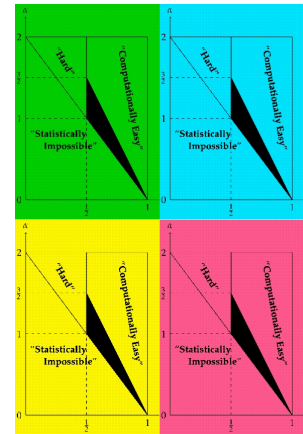 α
2
"Hard"
"Computationally Easy"
3/2
1
"Statistically
Impossible"
0
1/2
1
α
2
"Hard"
"Computationally Easy"
3/2
1
"Statistically
Impossible"
0
1/2
1
α
2
"Hard"
"Computationally Easy"
3/2
1
"Statistically
Impossible"
0
1/2
1
α
2
"Hard"
"Computationally Easy"
3/2
1
"Statistically
Impossible"
0
1/2
1